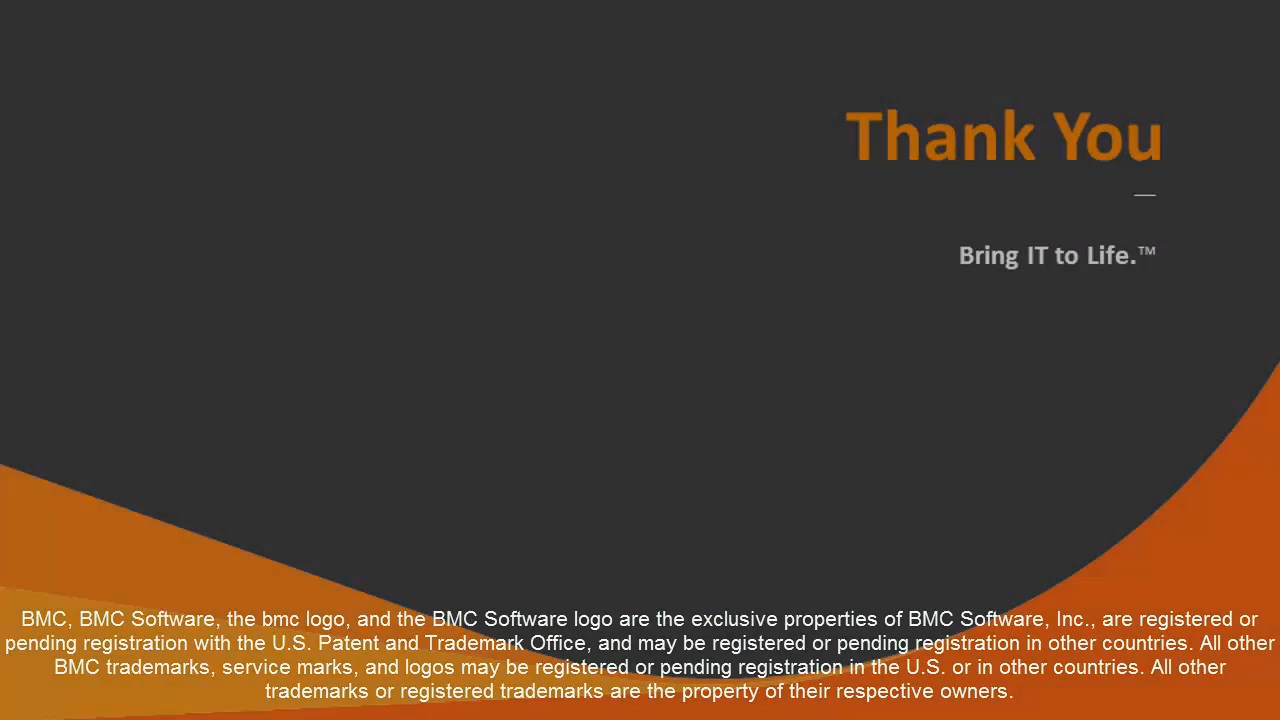 Thank You
Bring IT to Life.™
BMC, BMC Software, the bmc logo, and the BMC Software logo are the exclusive properties of BMC Software, Inc., are registered or
pending registration with the U.S. Patent and Trademark Office, and may be registered or pending registration in other countries. All other
BMC trademarks, service marks, and logos may be registered or pending registration in the U.S. or in other countries. All other
trademarks or registered trademarks are the property of their respective owners.